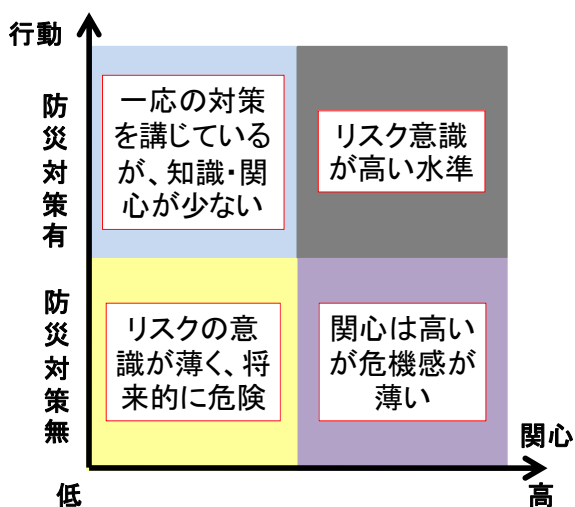 行動
防
災
対
策
有
一応の対策
を講じている
が、知識・関
心が少ない
リスク意識
が高い水準
防
災
対
策
無
リスクの意
識が薄く、将
来的に危険
関心は高い
が危機感が
薄い
関心
低
高